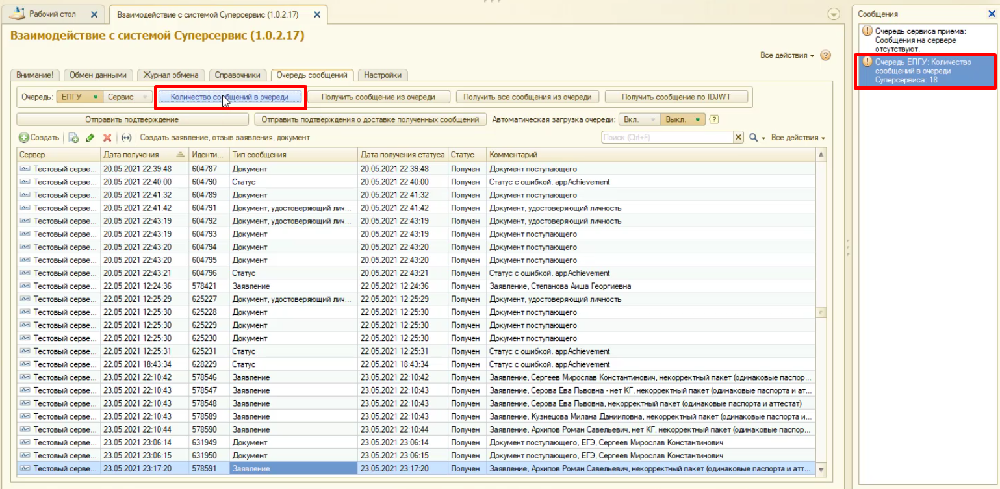 Рабочий стол
Взаимодействие с системой Суперсервис (1.0.2.17)
Взаимодействие с системой Суперсервис (1.0.2.17)
Все действия
Внимание! Обмен данными Журнал обмена Справочники Очередь сообщений Настройки
Очередь: ЕПГУ Сервис Количество сообщений в очереди Получить сообщение из очереди Получить все сообщения из очереди Получить сообщение по IDJWT
Отправить подтверждение Отправить подтверждения о доставке полученных сообщений Автоматическая загрузка очереди: Вкл. Выкл. ?
Создать Создать заявление, отзыв заявления, документ Поиск (Ctrl+F) Все действия
Сервер Дата получения Иденти... Тип сообщения Дата получения статуса Статус Комментарий
Тестовый серве... 20.05.2021 22:39:48 604787 Документ 20.05.2021 22:39:48 Получен Документ поступающего
Тестовый серве... 20.05.2021 22:40:00 604790 Статус 20.05.2021 22:40:00 Получен Статус с ошибкой. appAchievement
Тестовый серве... 20.05.2021 22:41:32 604789 Документ 20.05.2021 22:41:32 Получен Документ поступающего
Тестовый серве... 20.05.2021 22:41:42 604791 Документ, удостоверяющий лич... 20.05.2021 22:41:42 Получен Документ, удостоверяющий личность
Тестовый серве... 20.05.2021 22:43:19 604792 Документ, удостоверяющий лич... 20.05.2021 22:43:19 Получен Документ, удостоверяющий личность
Тестовый серве... 20.05.2021 22:43:19 604793 Документ 20.05.2021 22:43:19 Получен Документ поступающего
Тестовый серве... 20.05.2021 22:43:20 604794 Документ 20.05.2021 22:43:20 Получен Документ поступающего
Тестовый серве... 20.05.2021 22:43:20 604795 Документ 20.05.2021 22:43:20 Получен Документ поступающего
Тестовый серве... 20.05.2021 22:43:21 604796 Статус 20.05.2021 22:43:21 Получен Статус с ошибкой. appAchievement
Тестовый серве... 22.05.2021 12:24:36 578421 Заявление 22.05.2021 12:24:36 Получен Заявление, Степанова Аиша Георгиевна
Тестовый серве... 22.05.2021 12:25:29 625227 Документ, удостоверяющий лич... 22.05.2021 12:25:29 Получен Документ, удостоверяющий личность
Тестовый серве... 22.05.2021 12:25:30 625228 Документ 22.05.2021 12:25:30 Получен Документ поступающего
Тестовый серве... 22.05.2021 12:25:30 625229 Документ 22.05.2021 12:25:30 Получен Документ поступающего
Тестовый серве... 22.05.2021 12:25:30 625230 Документ 22.05.2021 12:25:30 Получен Документ поступающего
Тестовый серве... 22.05.2021 12:25:31 625231 Статус 22.05.2021 12:25:31 Получен Статус с ошибкой. appAchievement
Тестовый серве... 22.05.2021 18:43:34 628229 Статус 22.05.2021 18:43:34 Получен Статус с ошибкой. appAchievement
Тестовый серве... 23.05.2021 22:10:42 578546 Заявление 23.05.2021 22:10:42 Получен Заявление, Сергеев Мирослав Константинович, некорректный пакет (одинаковые паспор...
Тестовый серве... 23.05.2021 22:10:43 578547 Заявление 23.05.2021 22:10:43 Получен Заявление, Серова Ева Львовна - нет КГ, некорректный пакет (одинаковые паспорта и ат...
Тестовый серве... 23.05.2021 22:10:43 578548 Заявление 23.05.2021 22:10:43 Получен Заявление, Серова Ева Львовна, некорректный пакет (одинаковые паспорта и аттестат)
Тестовый серве... 23.05.2021 22:10:43 578589 Заявление 23.05.2021 22:10:43 Получен Заявление, Кузнецова Милана Данииловна, некорректный пакет (одинаковые паспорта и...
Тестовый серве... 23.05.2021 22:10:44 578590 Заявление 23.05.2021 22:10:44 Получен Заявление, Архипов Роман Савельевич, нет КГ, некорректный пакет (одинаковые паспор...
Тестовый серве... 23.05.2021 23:06:14 631949 Документ 23.05.2021 23:06:14 Получен Документ поступающего, ЕГЭ, Сергеев Мирослав Константинович
Тестовый серве... 23.05.2021 23:06:15 631950 Документ 23.05.2021 23:06:15 Получен Документ поступающего, ЕГЭ, Сергеев Мирослав Константинович
Тестовый серве... 23.05.2021 23:17:20 578591 Заявление 23.05.2021 23:17:20 Получен Заявление, Архипов Роман Савельевич, некорректный пакет (одинаковые паспорта и атт...
Сообщения
Очередь сервиса приема:
Сообщения на сервере
отсутствуют.
Очередь ЕПГУ: Количество
сообщений в очереди
Суперсервиса: 18